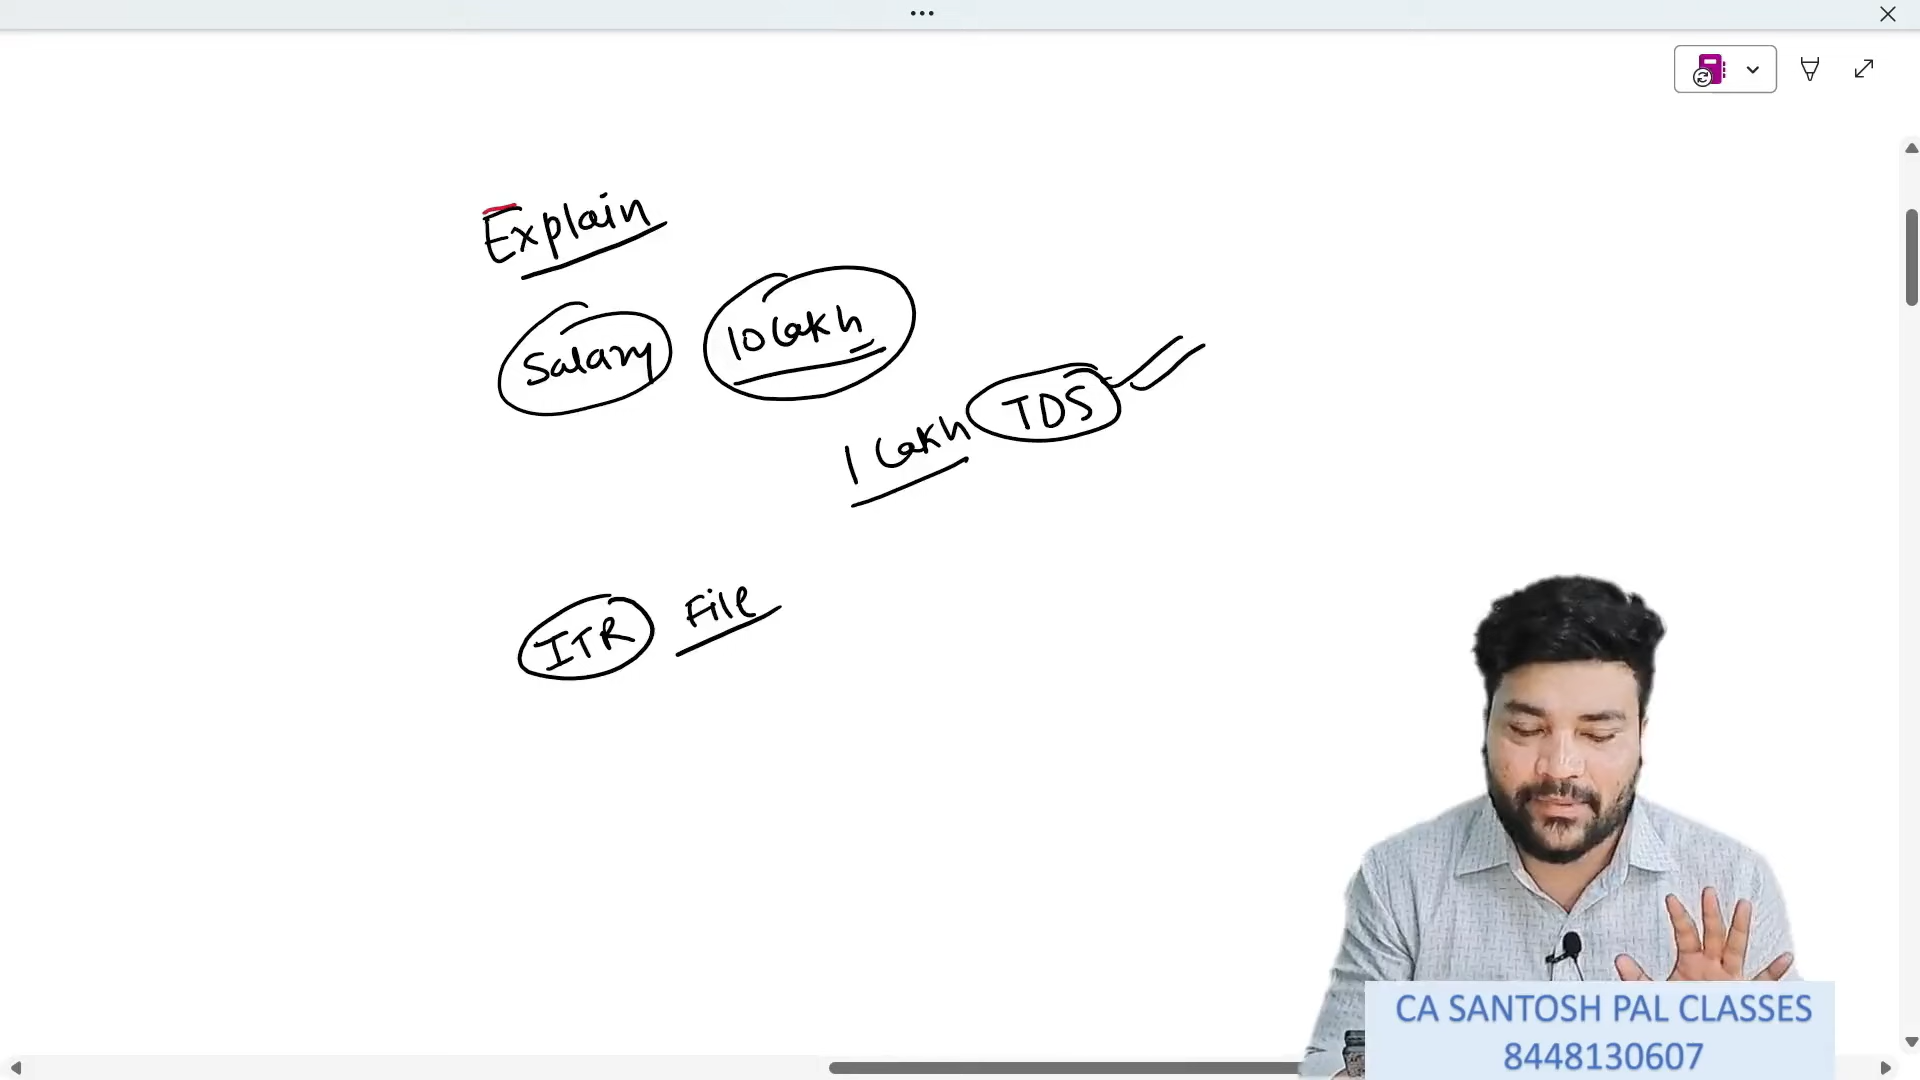 Explain
Salary 10 Lakh
1 Lakh TDS
ITR File
CA SANTOSH PAL CLASSES
8448130607